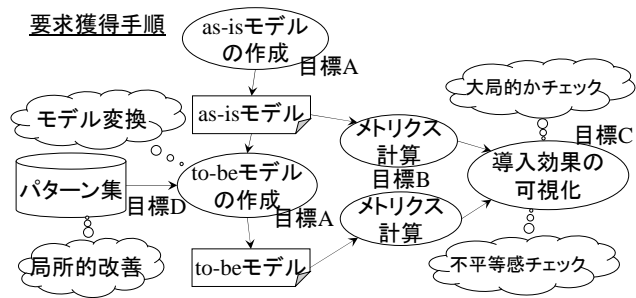 要求獲得手順
as-isモデル
の作成
目標A
大局的かチェック
モデル変換
as-isモデル
メトリクス
計算
目標C
導入効果の
可視化
パターン集
to-beモデル
の作成
目標B
目標D
目標A
メトリクス
計算
局所的改善
to-beモデル
不平等感チェック